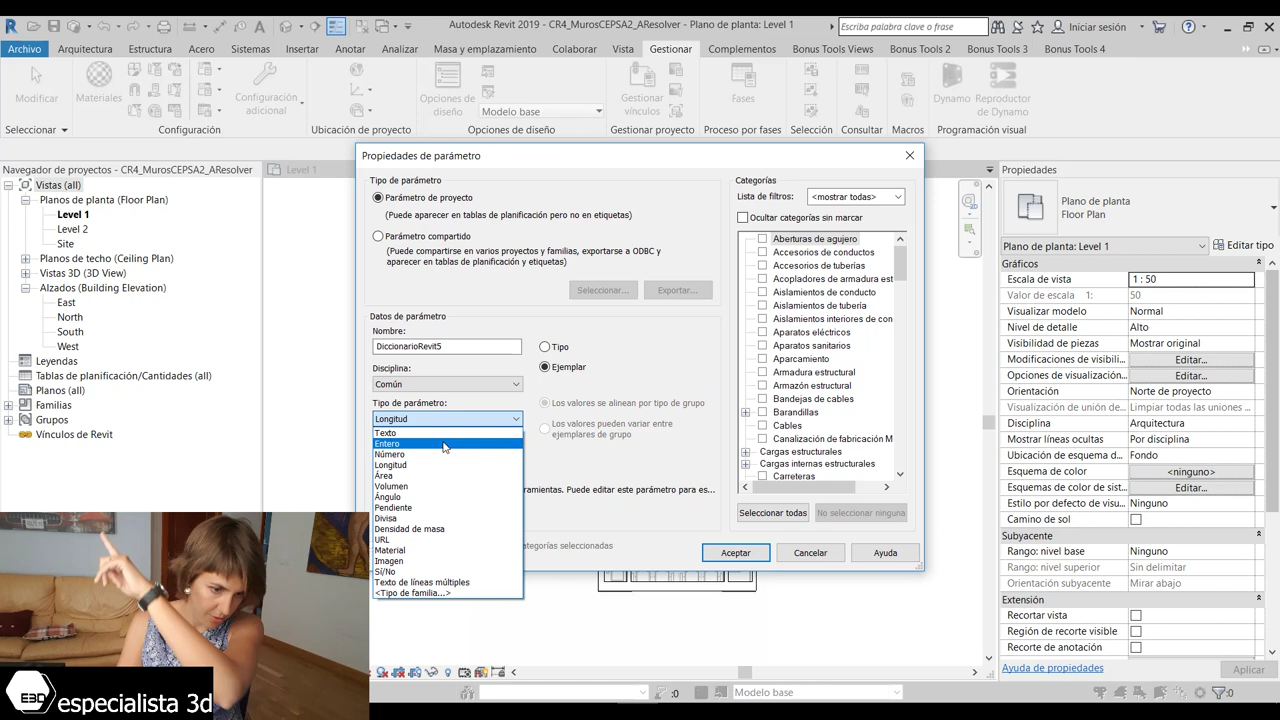 Autodesk Revit 2019 - CR4_MurosCEPSA2_AResolver - Plano de planta: Level 1
Escriba palabra clave o frase
Iniciar sesión
Archivo
Arquitectura
Estructura
Acero
Sistemas
Insertar
Anotar
Analizar
Masa y emplazamiento
Colaborar
Vista
Gestionar
Complementos
Bonus Tools Views
Bonus Tools 2
Bonus Tools 3
Bonus Tools 4
Modificar
Materiales
Configuración
adicional
Opciones de
diseño
Modelo base
Gestionar
vínculos
Fases
Dynamo
Reproductor
de Dynamo
Seleccionar
Configuración
Ubicación de proyecto
Opciones de diseño
Gestionar proyecto
Proceso por fases
Selección
Consultar
Macros
Programación visual
Navegador de proyectos - CR4_MurosCEPSA2_AResolver
Vistas (all)
Planos de planta (Floor Plan)
Level 1
Level 2
Site
Planos de techo (Ceiling Plan)
Vistas 3D (3D View)
Alzados (Building Elevation)
East
North
South
West
Leyendas
Tablas de planificación/Cantidades (all)
Planos (all)
Familias
Grupos
Vínculos de Revit
Level 1
Propiedades de parámetro
Tipo de parámetro
Parámetro de proyecto
(Puede aparecer en tablas de planificación pero no en etiquetas)
Parámetro compartido
(Puede compartirse en varios proyectos y familias, exportarse a ODBC y
aparecer en tablas de planificación y etiquetas)
Seleccionar...
Exportar...
Datos de parámetro
Nombre:
DiccionarioRevit5
Disciplina:
Común
Tipo de parámetro:
Longitud
Texto
Entero
Número
Longitud
Área
Volumen
Ángulo
Pendiente
Divisa
Densidad de masa
URL
Material
Imagen
Sí/No
Texto de líneas múltiples
<Tipo de familia...>
Tipo
Ejemplar
Los valores se alinean por tipo de grupo
Los valores pueden variar entre
ejemplares de grupo
rramientas. Puede editar este parámetro para es...
ategorías seleccionadas
Categorías
Lista de filtros:
<mostrar todas>
Ocultar categorías sin marcar
Aberturas de agujero
Accesorios de conductos
Accesorios de tuberías
Acopladores de armadura est
Aislamientos de conducto
Aislamientos de tubería
Aislamientos interiores de con
Aparatos eléctricos
Aparatos sanitarios
Aparcamiento
Armadura estructural
Armazón estructural
Bandejas de cables
Barandillas
Cables
Canalización de fabricación M
Cargas estructurales
Cargas internas estructurales
Carreteras
Seleccionar todas
No seleccionar ninguna
Aceptar
Cancelar
Ayuda
Propiedades
Plano de planta
Floor Plan
Plano de planta: Level 1
Editar tipo
Gráficos
Escala de vista
1 : 50
Valor de escala 1:
50
Visualizar modelo
Normal
Nivel de detalle
Alto
Visibilidad de piezas
Mostrar original
Modificaciones de visibili...
Editar...
Opciones de visualización...
Editar...
Orientación
Norte de proyecto
Visualización de union...
Limpiar todas las uniones ...
Disciplina
Arquitectura
Mostrar líneas ocultas
Por disciplina
Ubicación de esquema d...
Fondo
Esquema de color
<ninguno>
Esquemas de color de sist...
Editar...
Estilo por defecto de visu...
Ninguno
Camino de sol
Subyacente
Rango: nivel base
Ninguno
Rango: nivel superior
Sin delimitar
Orientación subyacente
Mirar abajo
Extensión
Recortar vista
Región de recorte visible
Recorte de anotación
Ayuda de propiedades
Aplicar
:0
Modelo base
:0
E3D
especialista 3d